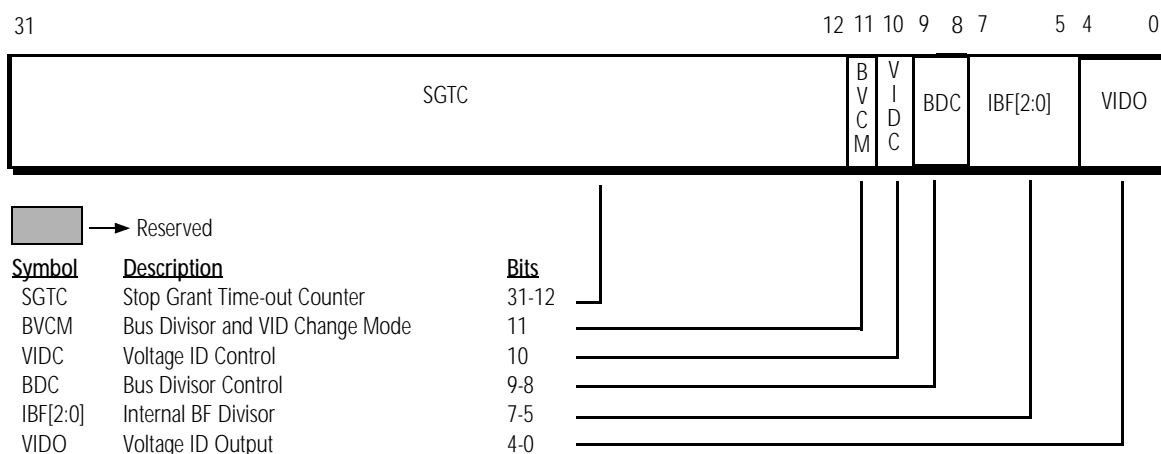 31 12 11 10 9 8 7 5 4 0
SGTC BVCM VIDC BDC IBF[2:0] VIDO
Reserved
Symbol Description Bits
SGTC Stop Grant Time-out Counter 31-12
BVCM Bus Divisor and VID Change Mode 11
VIDC Voltage ID Control 10
BDC Bus Divisor Control 9-8
IBF[2:0] Internal BF Divisor 7-5
VIDO Voltage ID Output 4-0